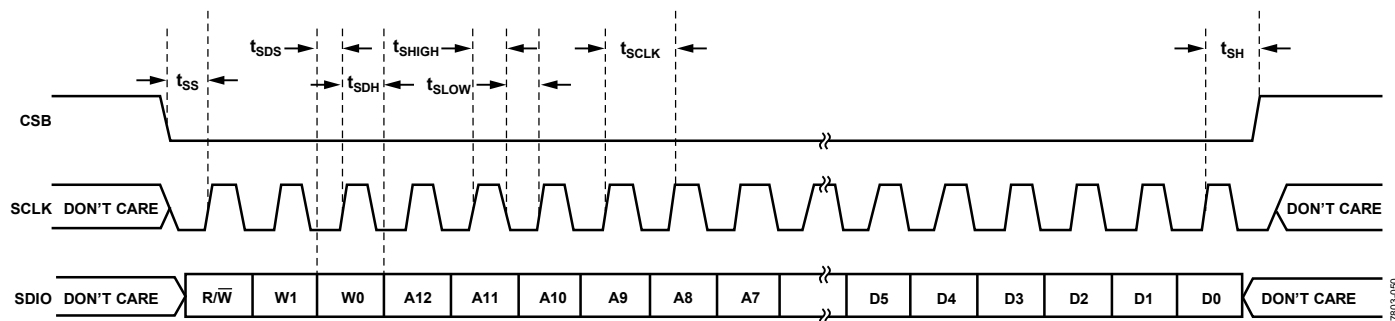 tSDS
tSHIGH
tSCLK
tSH
tSS
tSDH
tSLOW
CSB
SCLK DON'T CARE DON'T CARE
SDIO DON'T CARE R/W̅ W1 W0 A12 A11 A10 A9 A8 A7 D5 D4 D3 D2 D1 D0 DON'T CARE